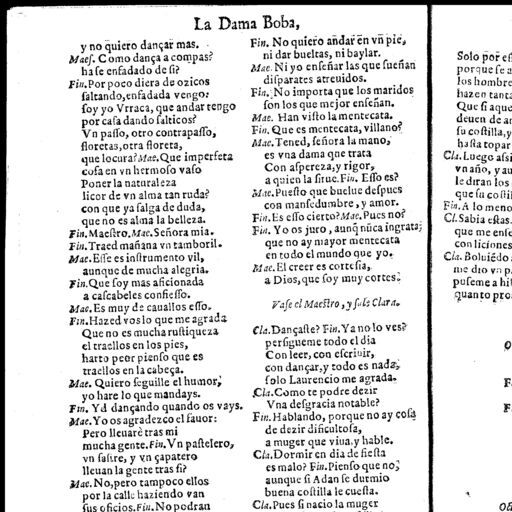 La Dama Boba,
y no quiero dançar mas.
Maeſ. Como dança a compas?
haſe enfadado de ſi?
Fin. Por poco diera de ozicos
ſaltando, enfadada vengo:
ſoy yo Vrraca, que andar tengo
por caſa dando ſalticos?
Vn paſſo, otro contrapaſſo,
floretas, otra floreta,
que locura? Mae. Que imperfeta
coſa en vn hermoſo vaſo
Poner la naturaleza
licor de vn alma tan ruda?
con que ya ſalga de duda,
que no es alma la belleza.
Fin. Maeſtro. Mae. Señora mia.
Fin. Traed mañana vn tamboril.
Mae. Eſſe es inſtrumento vil,
aunque de mucha alegria.
Fin. Que ſoy mas aficionada
a caſcabeles confieſſo.
Mae. Es muy de cauallos eſſo.
Fin. Hazed vos lo que me agrada
Que no es mucha ruſtiqueza
el traellos en los pies,
harto peor pienſo que es
traellos en la cabeça.
Mae. Quiero ſeguille el humor,
yo hare lo que mandays.
Fin. Yd dançando quando os vays.
Mae. Yo os agradezco el fauor:
Pero lleuarè tras mi
mucha gente. Fin. Vn paſtelero,
vn ſaſtre, y vn çapatero
lleuan la gente tras ſi?
Mae. No, pero tampoco ellos
por la calle haziendo van
ſus oficios. Fin. No podran
Fin. No quiero andar en vn pie,
ni dar bueltas, ni baylar.
Mae. Ni yo enſeñar las que ſueñan
diſparates atreuidos.
Fin. No importa que los maridos
ſon los que mejor enſeñan.
Mae. Han viſto la mentecata.
Fin. Que es mentecata, villano?
Mae. Tened, ſeñora la mano,
es vna dama que trata
Con aſpereza, y rigor,
a quien la ſirue. Fin. Eſſo es?
Mae. Pueſto que buelue deſpues
con manſedumbre, y amor.
Fin. Es eſſo cierto? Mae. Pues no?
Fin. Yo os juro, aunq̃ nũca ingrata;
que no ay mayor mentecata
en todo el mundo que yo.
Mae. El creer es corteſia,
a Dios, que ſoy muy cortes.
Vaſe el Maeſtro, y ſale Clara.
Cla. Dançaſte? Fin. Ya no lo ves?
perſigueme todo el dia
Con leer, con eſcriuir,
con dançar, y todo es nada,
ſolo Laurencio me agrada.
Cla. Como te podre dezir
Vna deſgracia notable?
Fin. Hablando, porque no ay coſa
de dezir dificultoſa,
a muger que viua, y hable.
Cla. Dormir en dia de fieſta
es malo? Fin. Pienſo que no,
aunque ſi Adan ſe durmio
buena coſtilla le cueſta.
Cla. Pues ſi nacio la muger
Solo por eſ
porque ſe a
los hombre
hazen tanta
Que ſi aque
deuen de an
ſu coſtilla, y
haſta topar
Cla. Luego aſsi
vn año, y au
le diran los
que ſu coſtil
Fin. A lo meno
Cl. Sabia eſtas.
que me enſe
con liciones
Cla. Boluiẽdo a
me dio vn p
puſeme a hil
quanto pro
F
F